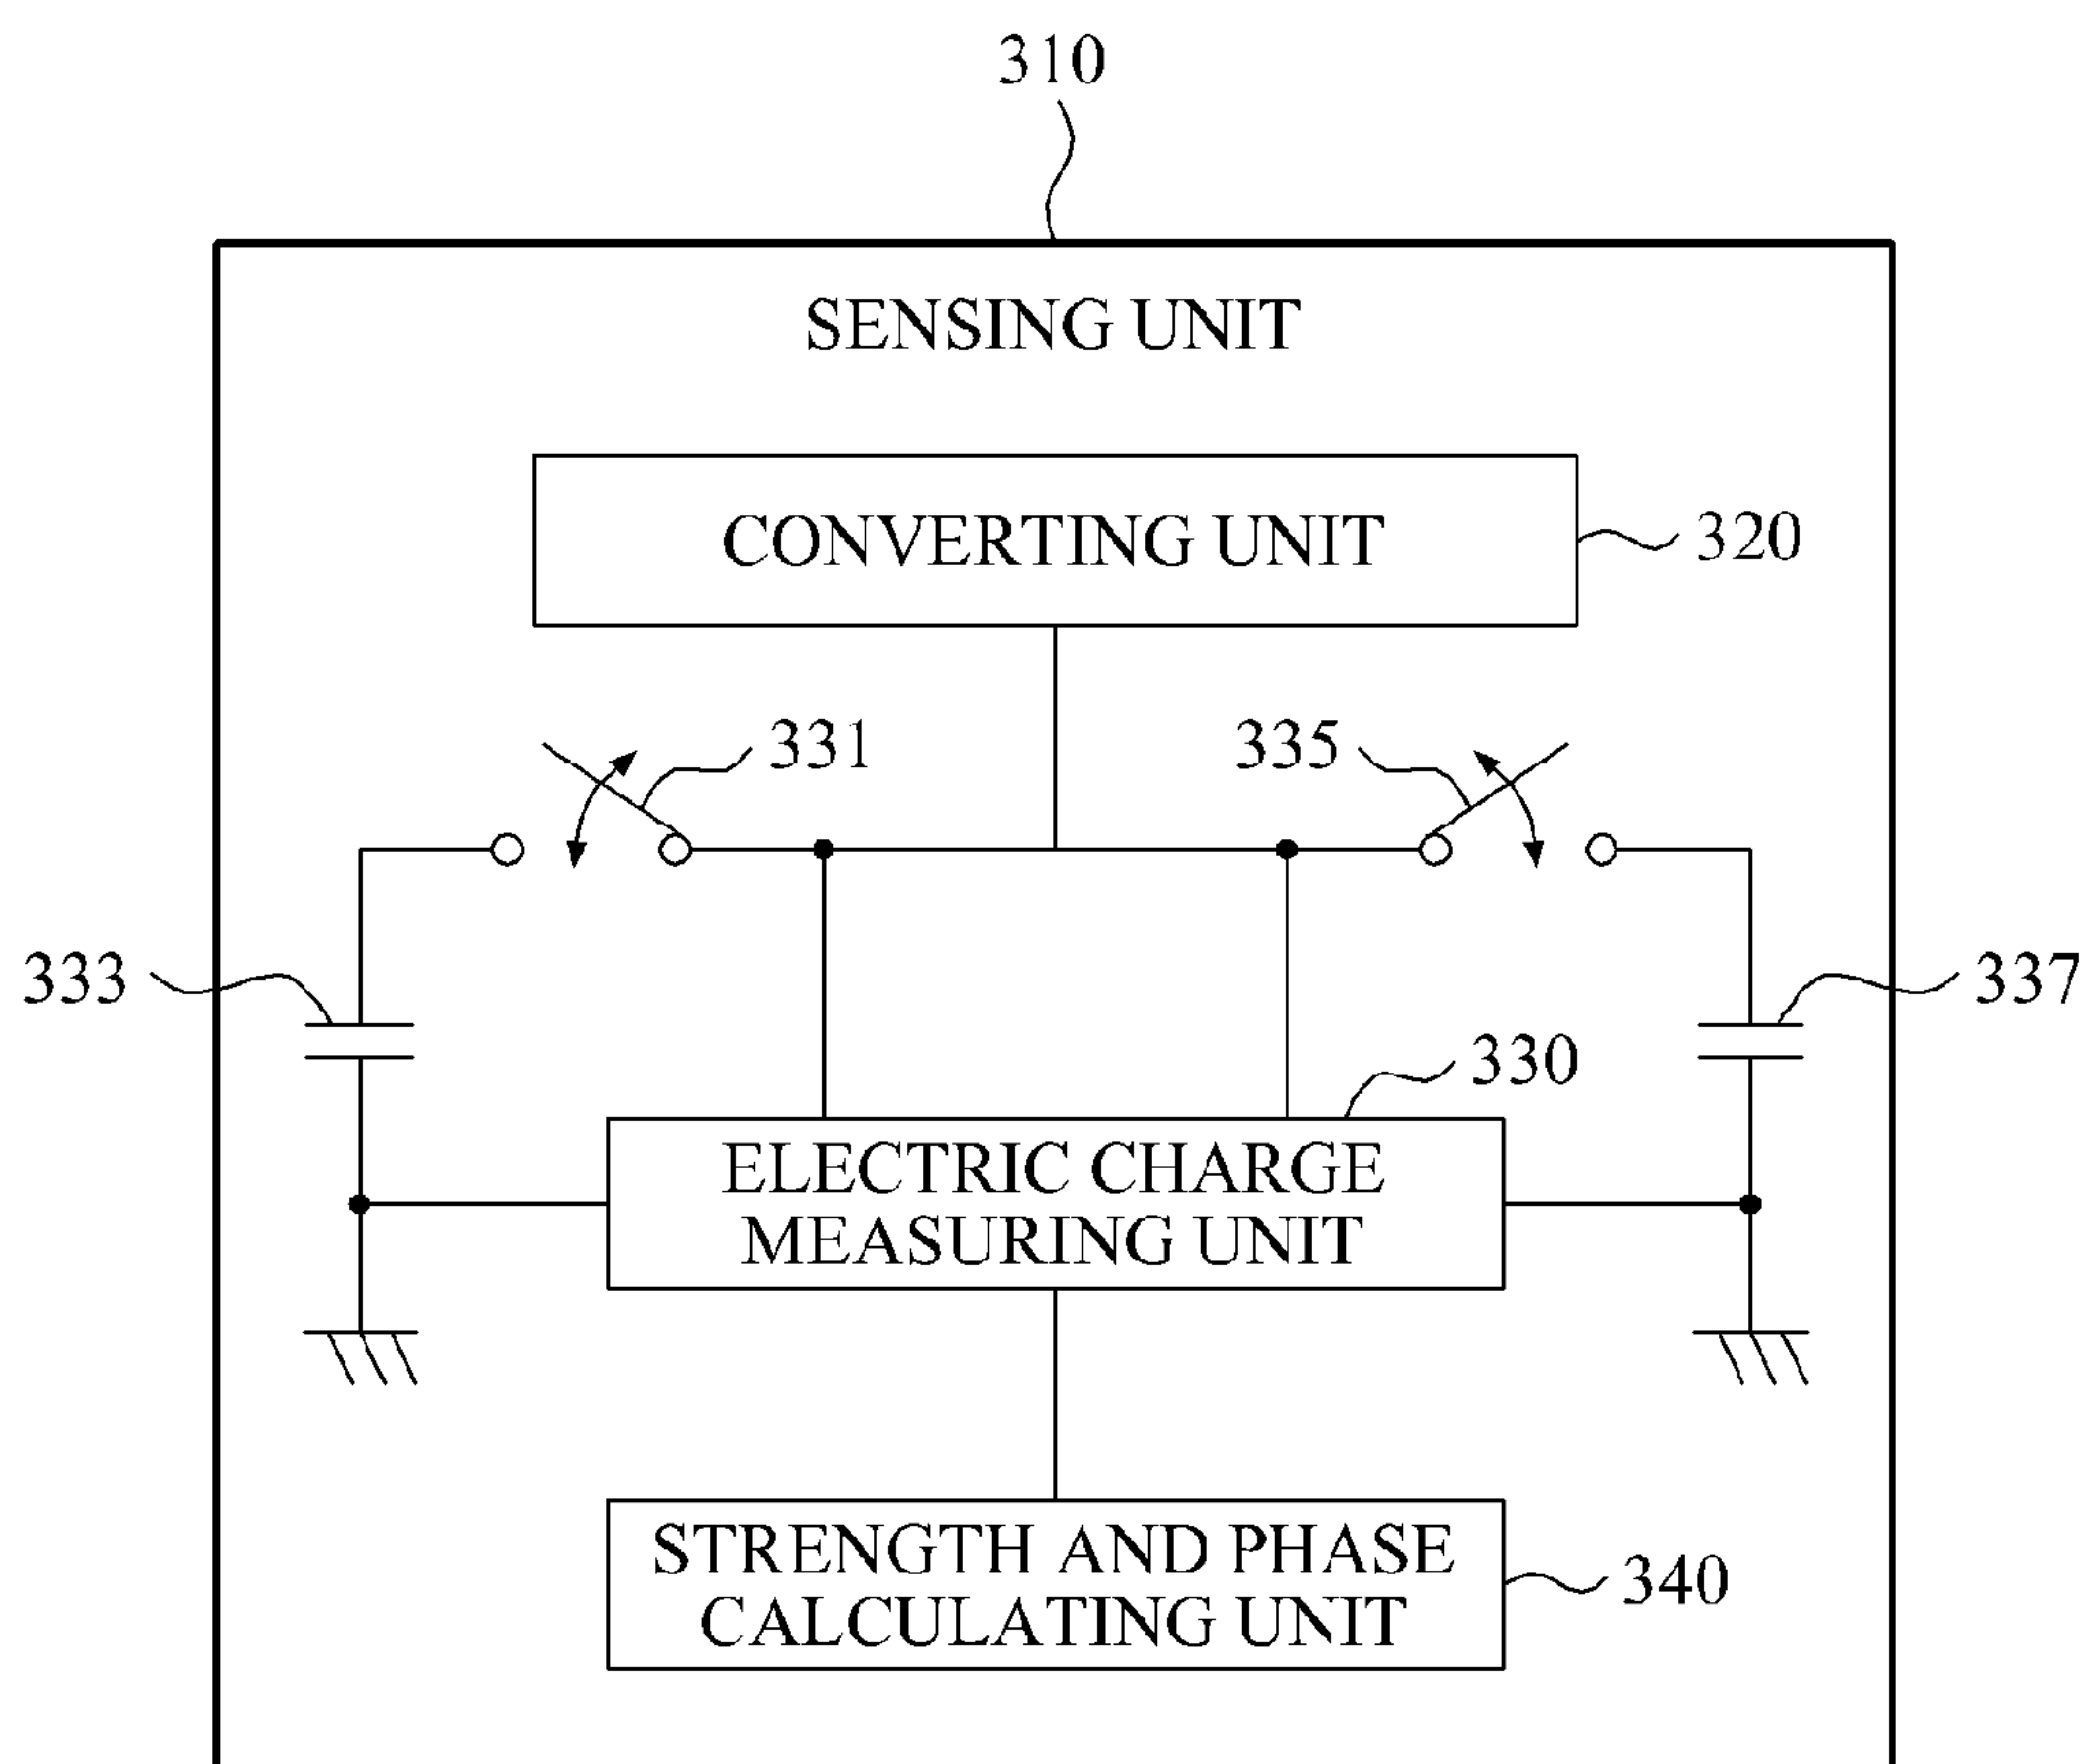 310
SENSING UNIT
CONVERTING UNIT
320
331
335
333
337
330
ELECTRIC CHARGE
MEASURING UNIT
STRENGTH AND PHASE
CALCULATING UNIT
340